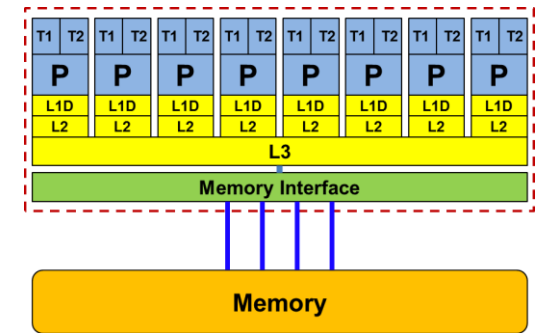 T1 T2 T1 T2 T1 T2 T1 T2 T1 T2 T1 T2 T1 T2 T1 T2
P P P P P P P P
L1D L1D L1D L1D L1D L1D L1D L1D
L2 L2 L2 L2 L2 L2 L2 L2
L3
Memory Interface
Memory